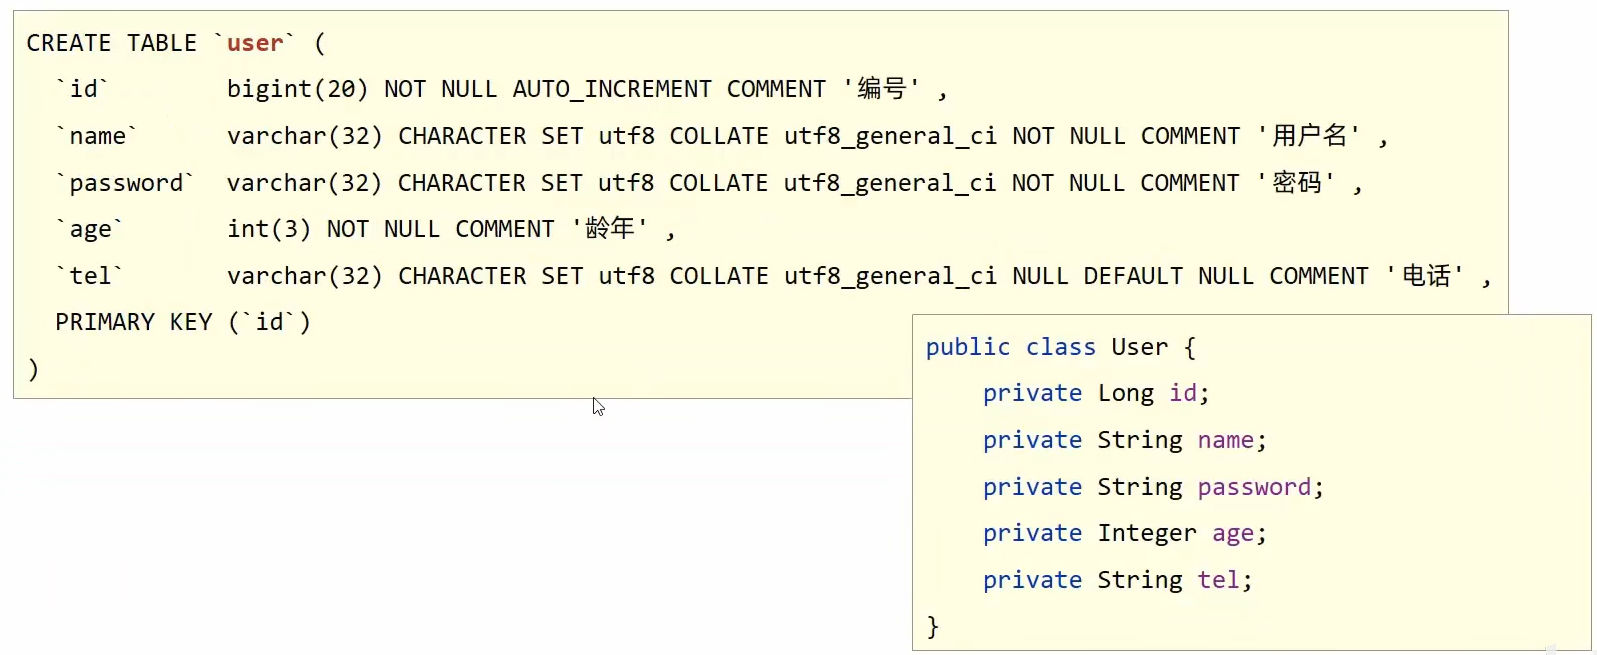 CREATE TABLE `user` (
`id` bigint(20) NOT NULL AUTO_INCREMENT COMMENT '编号' ,
`name` varchar(32) CHARACTER SET utf8 COLLATE utf8_general_ci NOT NULL COMMENT '用户名' ,
`password` varchar(32) CHARACTER SET utf8 COLLATE utf8_general_ci NOT NULL COMMENT '密码' ,
`age` int(3) NOT NULL COMMENT '龄年' ,
`tel` varchar(32) CHARACTER SET utf8 COLLATE utf8_general_ci NULL DEFAULT NULL COMMENT '电话' ,
PRIMARY KEY (`id`)
)
public class User {
private Long id;
private String name;
private String password;
private Integer age;
private String tel;
}